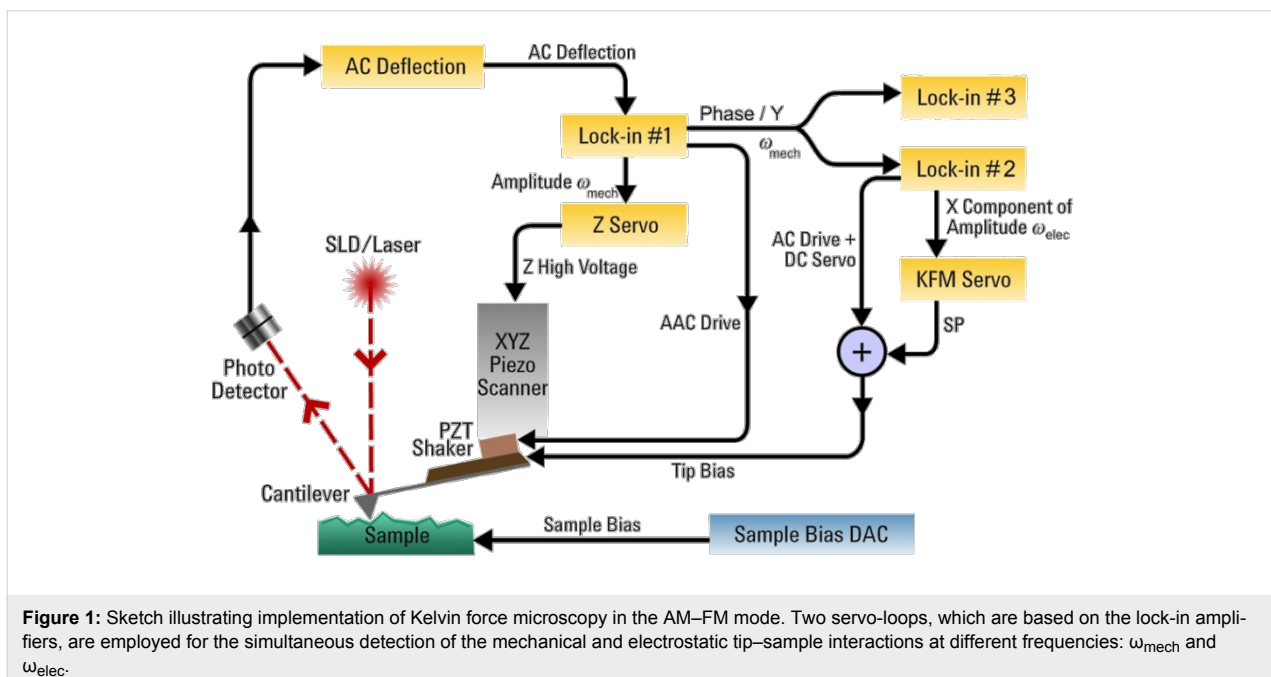 AC Deflection
AC Deflection
Lock-in #1
Phase / Y
ω mech
Lock-in #3
Lock-in #2
Amplitude ω mech
Z Servo
Z High Voltage
X Component of
Amplitude ω elec
AC Drive +
DC Servo
KFM Servo
SP
+
SLD/Laser
Photo
Detector
XYZ
Piezo
Scanner
AAC Drive
PZT
Shaker
Tip Bias
Cantilever
Sample
Sample Bias
Sample Bias DAC
Figure 1: Sketch illustrating implementation of Kelvin force microscopy in the AM–FM mode. Two servo-loops, which are based on the lock-in ampli-
fiers, are employed for the simultaneous detection of the mechanical and electrostatic tip–sample interactions at different frequencies: ωmech and
ωelec.